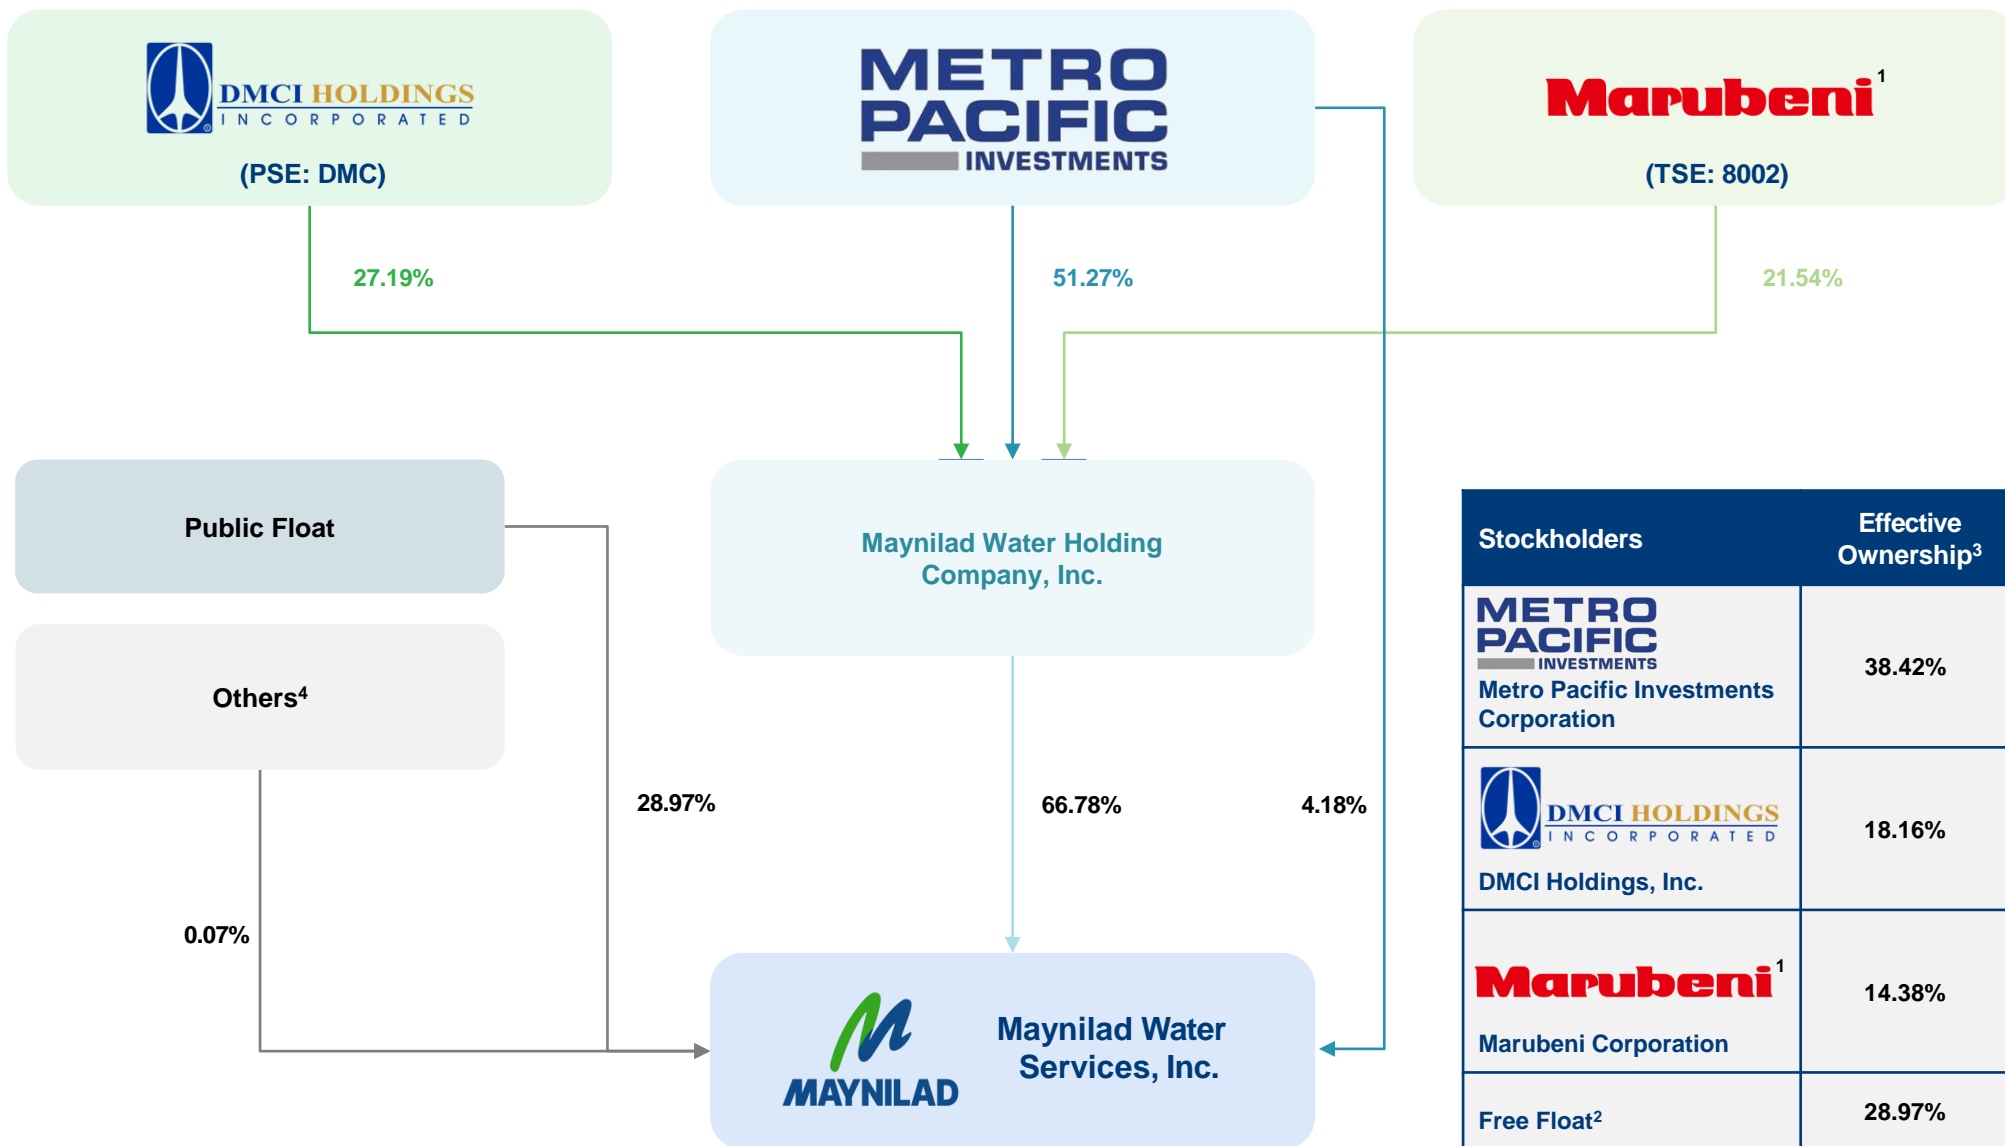 DMCI HOLDINGS
INCORPORATED
(PSE: DMC)
METRO
PACIFIC
INVESTMENTS
Marubeni¹
(TSE: 8002)
27.19%
51.27%
21.54%
Public Float
Others⁴
Maynilad Water Holding
Company, Inc.
28.97%
66.78%
4.18%
0.07%
MAYNILAD
Maynilad Water
Services, Inc.
Stockholders
Effective
Ownership³
METRO
PACIFIC
INVESTMENTS
Metro Pacific Investments
Corporation
38.42%
DMCI HOLDINGS
INCORPORATED
DMCI Holdings, Inc.
18.16%
Marubeni¹
Marubeni Corporation
14.38%
Free Float²
28.97%